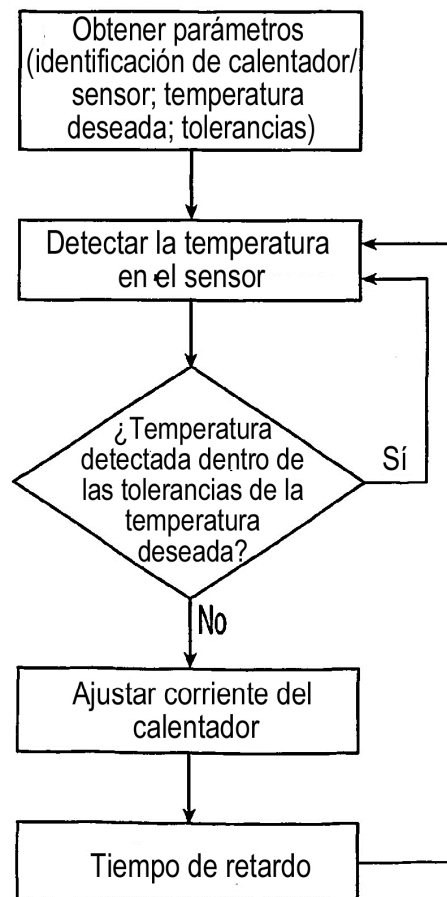 Obtener parámetros
(identificación de calentador/
sensor; temperatura
deseada; tolerancias)
Detectar la temperatura
en el sensor
¿Temperatura
detectada dentro de
las tolerancias de la
temperatura
deseada?
Sí
No
Ajustar corriente del
calentador
Tiempo de retardo